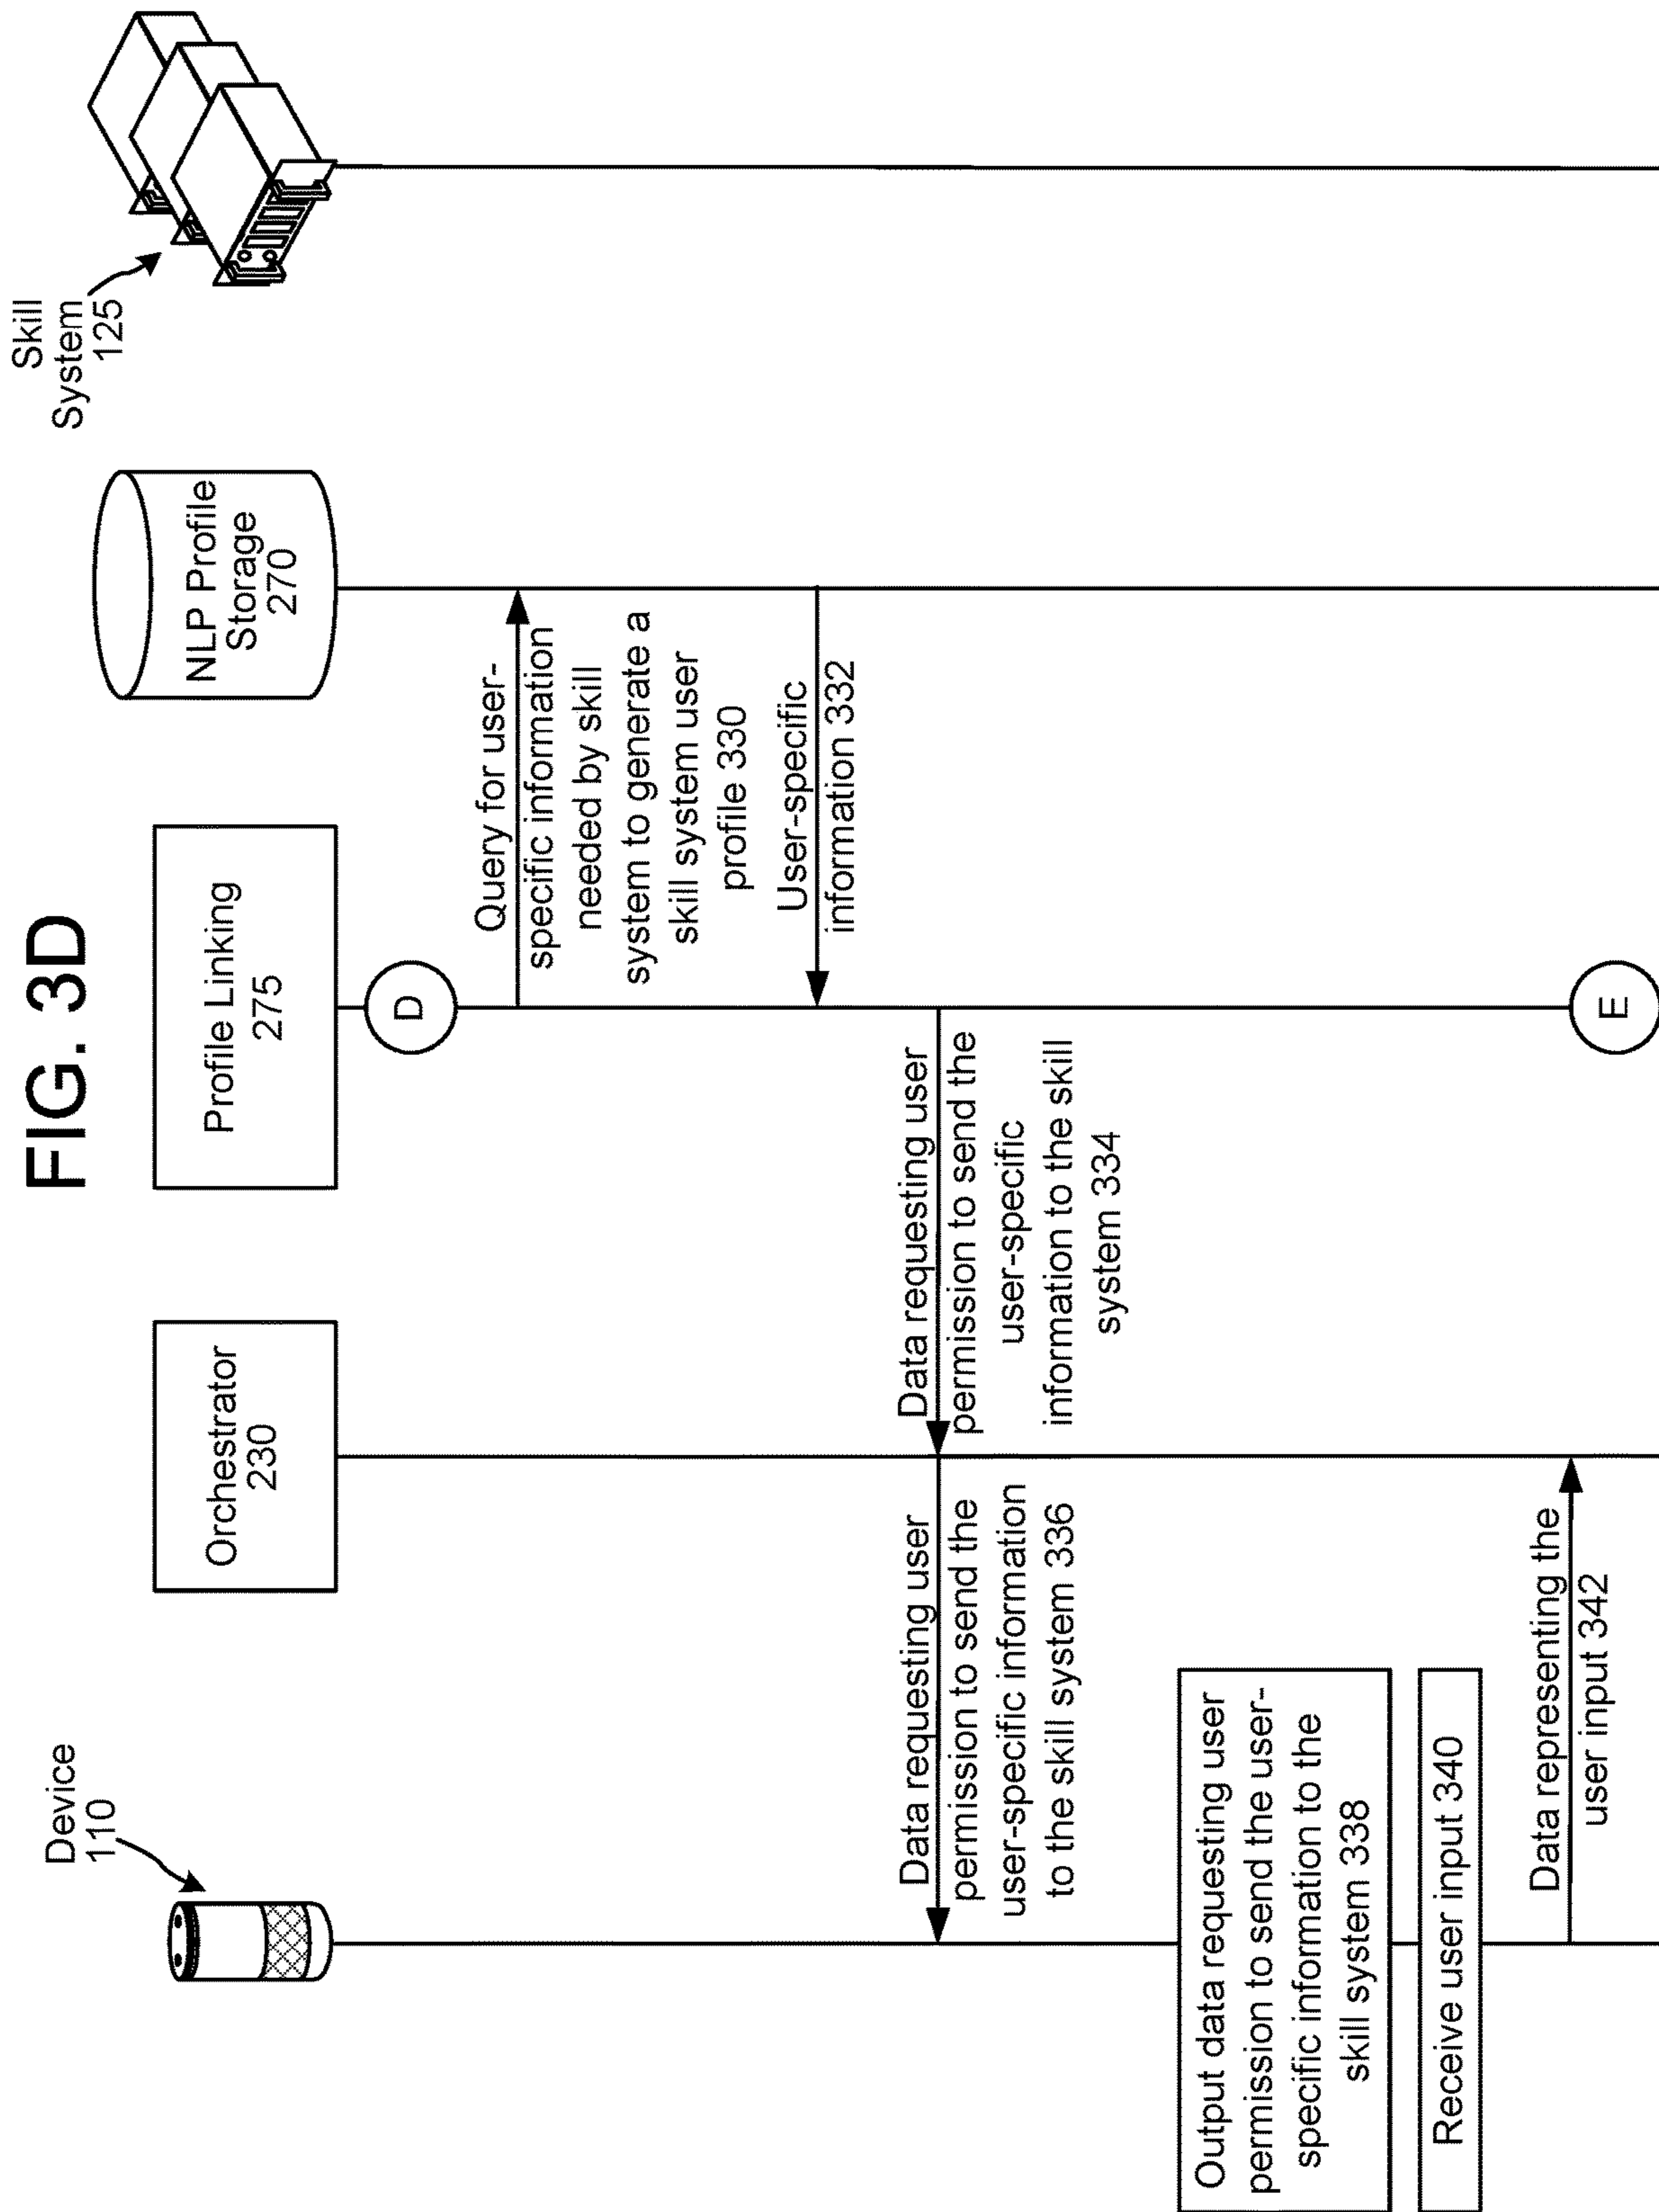 FIG. 3D
Device
110
Orchestrator
230
Profile Linking
275
NLP Profile
Storage
270
Skill
System
125
D
Query for user-
specific information
needed by skill
system to generate a
skill system user
profile 330
User-specific
information 332
Data requesting user
permission to send the
user-specific
information to the skill
system 334
Data requesting user
permission to send the
user-specific information
to the skill system 336
Output data requesting user
permission to send the user-
specific information to the
skill system 338
Receive user input 340
Data representing the
user input 342
E